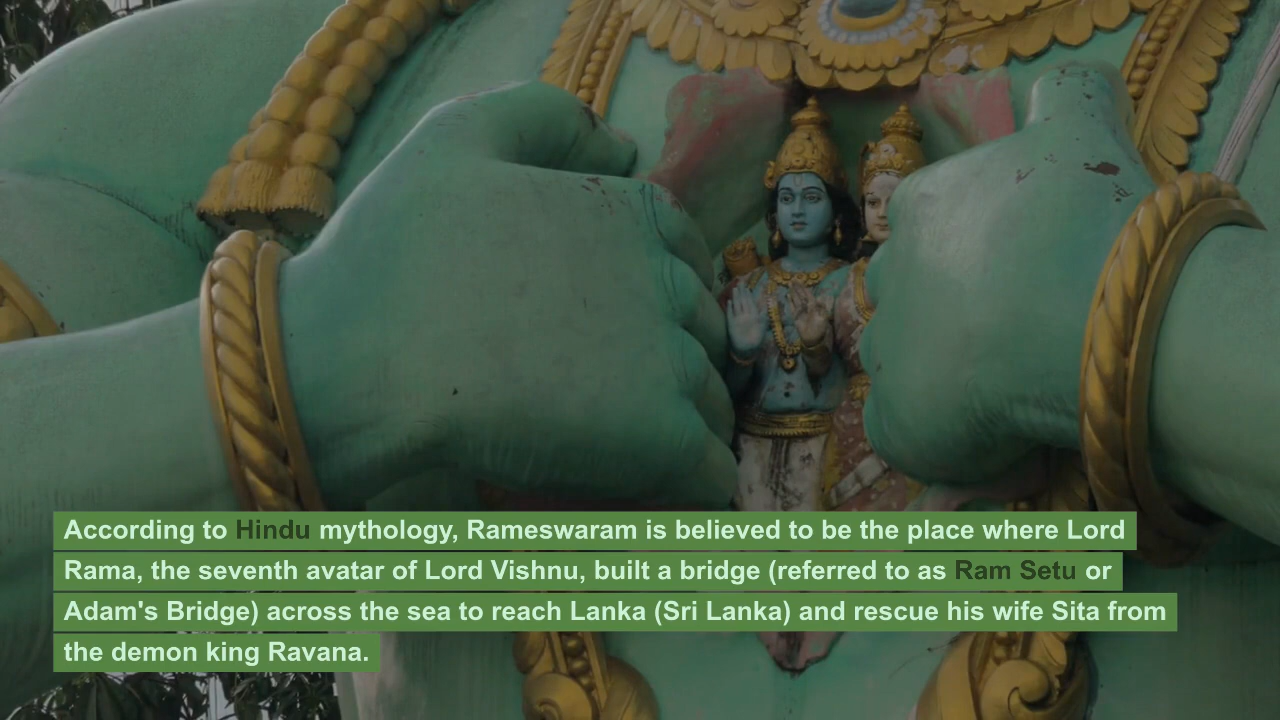 According to Hindu mythology, Rameswaram is believed to be the place where Lord
Rama, the seventh avatar of Lord Vishnu, built a bridge (referred to as Ram Setu or
Adam's Bridge) across the sea to reach Lanka (Sri Lanka) and rescue his wife Sita from
the demon king Ravana.